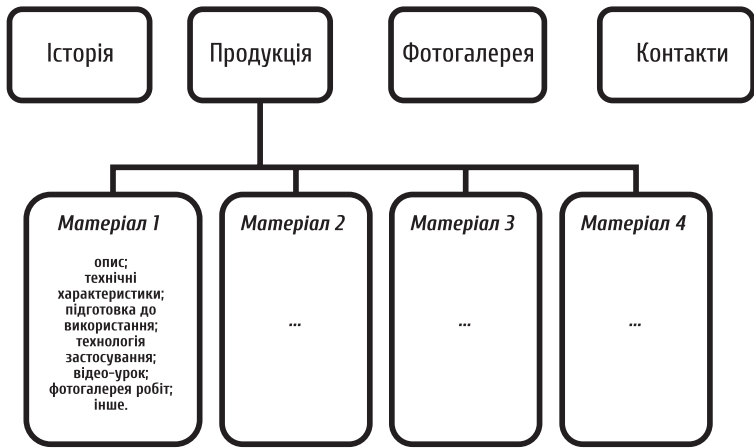 Історія
Продукція
Фотогалерея
Контакти
Матеріал 1
опис;
технічні
характеристики;
підготовка до
використання;
технологія
застосування;
відео-урок;
фотогалерея робіт;
інше.
Матеріал 2
...
Матеріал 3
...
Матеріал 4
...